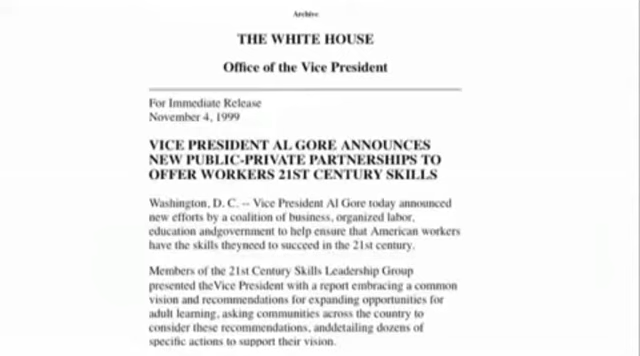 Archive
THE WHITE HOUSE
Office of the Vice President
For Immediate Release
November 4, 1999
VICE PRESIDENT AL GORE ANNOUNCES
NEW PUBLIC-PRIVATE PARTNERSHIPS TO
OFFER WORKERS 21ST CENTURY SKILLS
Washington, D. C. -- Vice President Al Gore today announced
new efforts by a coalition of business, organized labor,
education andgovernment to help ensure that American workers
have the skills theyneed to succeed in the 21st century.
Members of the 21st Century Skills Leadership Group
presented theVice President with a report embracing a common
vision and recommendations for expanding opportunities for
adult learning, asking communities across the country to
consider these recommendations, anddetailing dozens of
specific actions to support their vision.